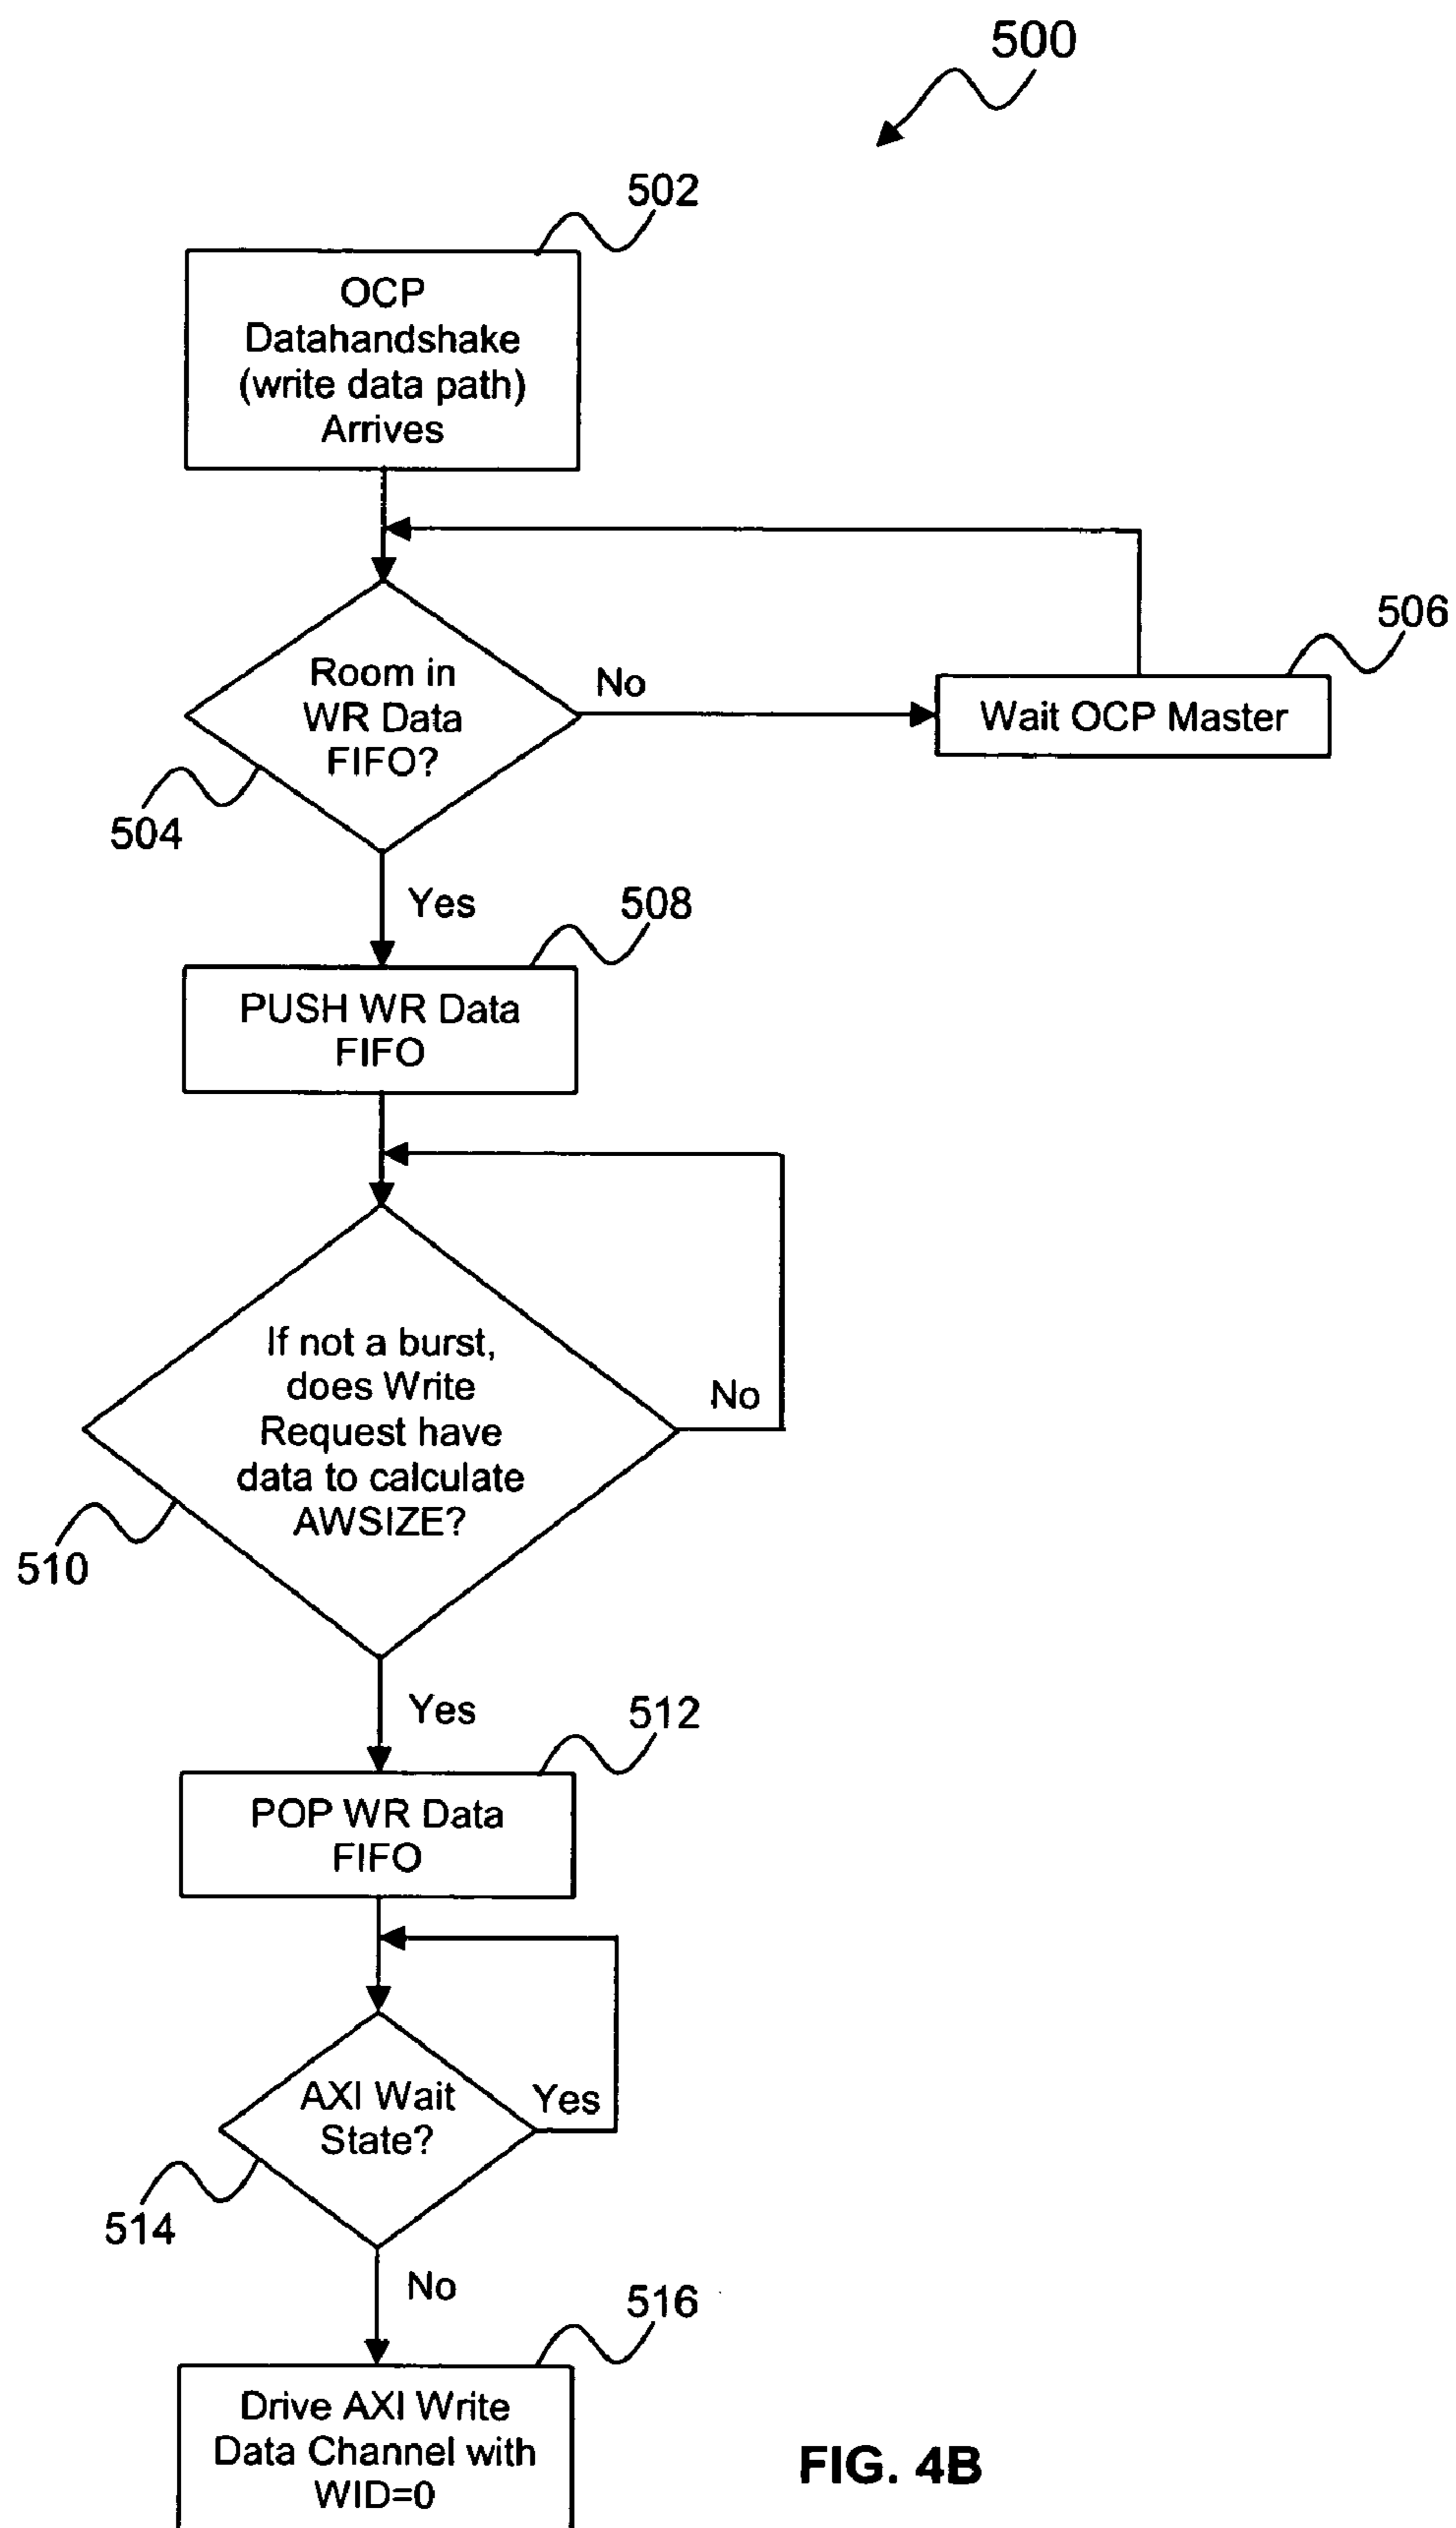 500
502
OCP
Datahandshake
(write data path)
Arrives
506
Room in
WR Data
FIFO?
No
Wait OCP Master
504
Yes
508
PUSH WR Data
FIFO
If not a burst,
does Write
Request have
data to calculate
AWSIZE?
No
510
Yes
512
POP WR Data
FIFO
AXI Wait
State?
Yes
514
No
516
Drive AXI Write
Data Channel with
WID=0
FIG. 4B